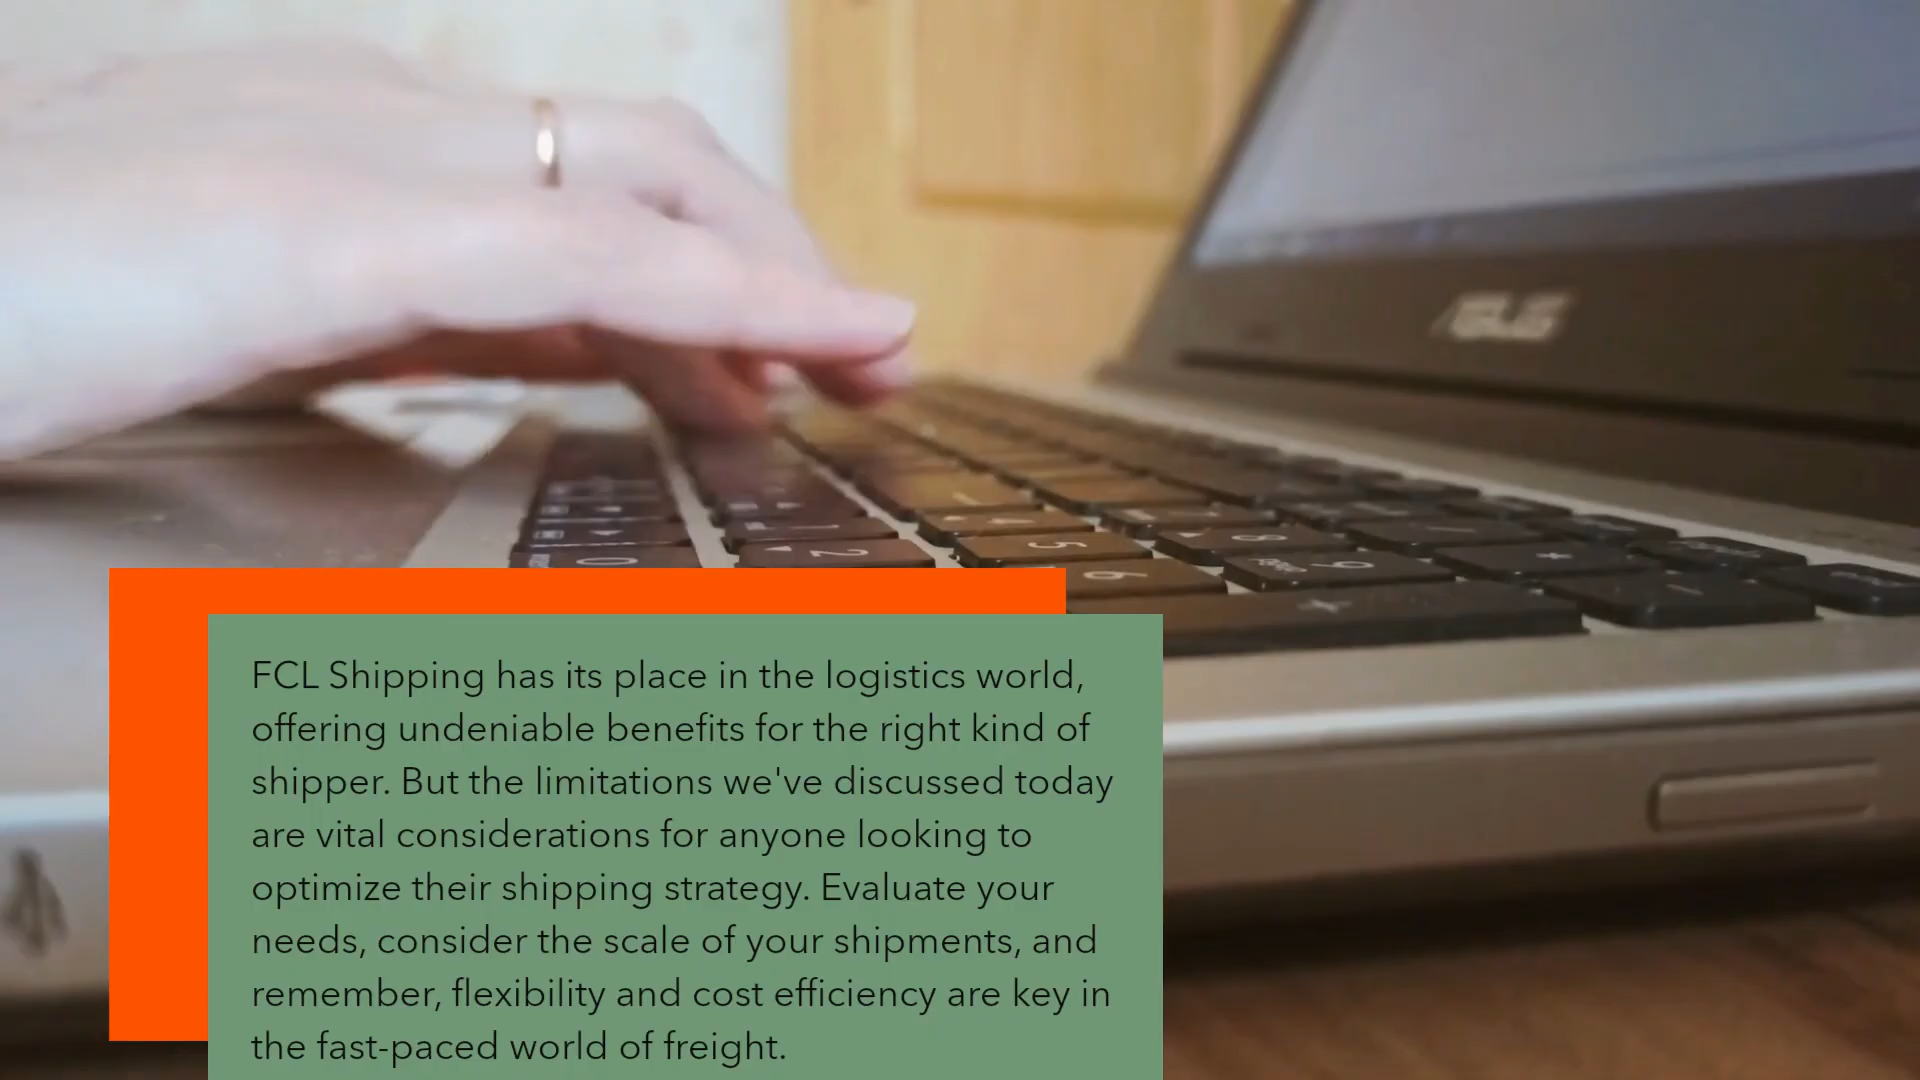 ASUS
FCL Shipping has its place in the logistics world,
offering undeniable benefits for the right kind of
shipper. But the limitations we've discussed today
are vital considerations for anyone looking to
optimize their shipping strategy. Evaluate your
needs, consider the scale of your shipments, and
remember, flexibility and cost efficiency are key in
the fast-paced world of freight.